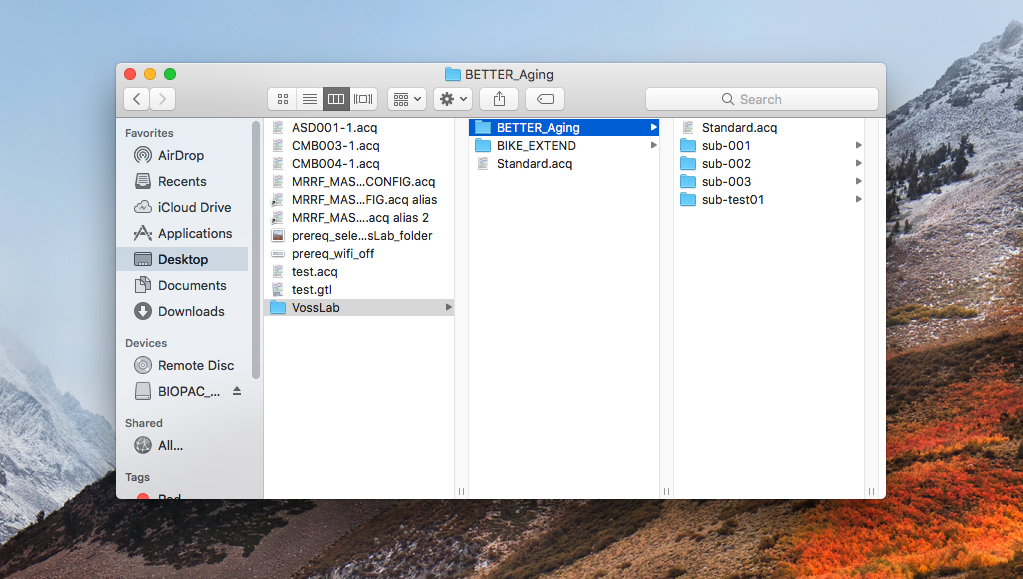 BETTER_Aging
Search
Favorites
AirDrop
Recents
iCloud Drive
Applications
Desktop
Documents
Downloads
Devices
Remote Disc
BIOPAC_...
Shared
All...
Tags
Red
ASD001-1.acq
CMB003-1.acq
CMB004-1.acq
MRRF_MAS...CONFIG.acq
MRRF_MAS...FIG.acq alias
MRRF_MAS....acq alias 2
prereq_sele...sLab_folder
prereq_wifi_off
test.acq
test.gtl
VossLab
BETTER_Aging
BIKE_EXTEND
Standard.acq
Standard.acq
sub-001
sub-002
sub-003
sub-test01